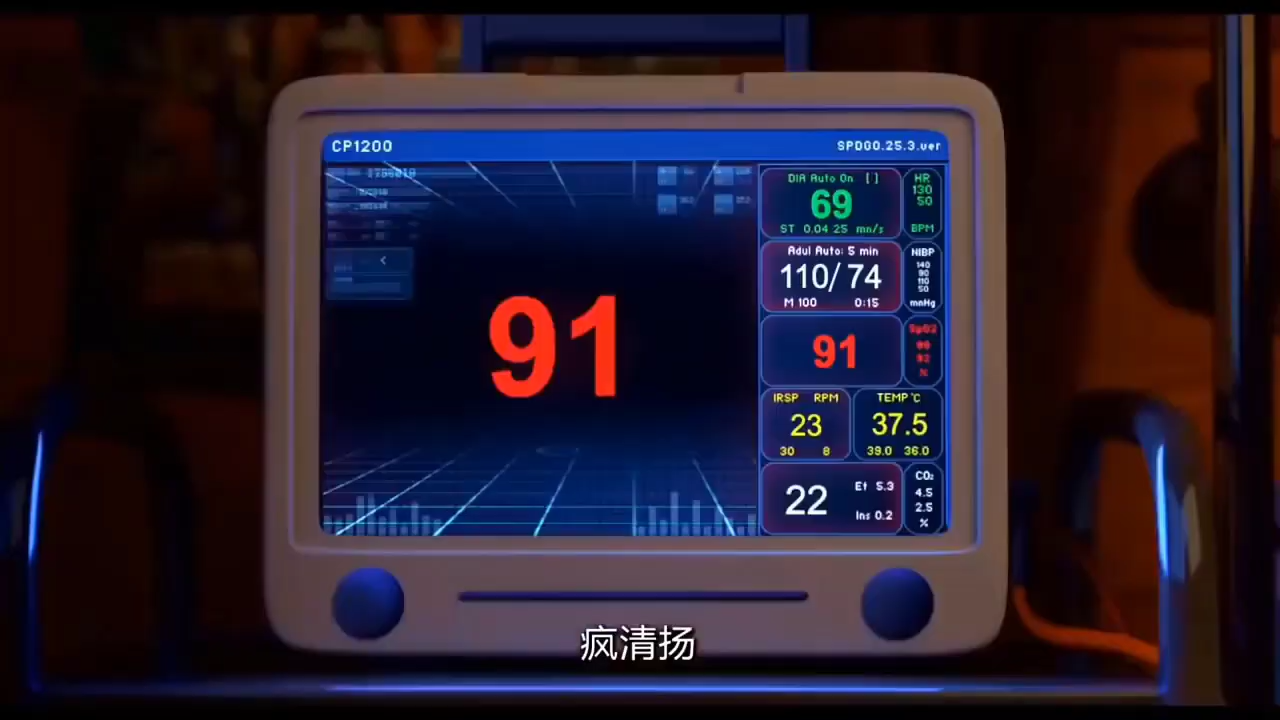 CP1200
SPDGO.25.3.ver
91
DIA Auto On [ ]
69
ST 0.04 25 mn/s
HR
130
50
BPM
Adul Auto: 5 min
110/74
M 100 0:15
NIBP
140
90
110
50
mmHg
91
SpO2
%
IRSP RPM
23
30 8
TEMP℃
37.5
39.0 36.0
22
Et 5.3
Ins 0.2
CO₂
4.5
2.5
%
疯清扬